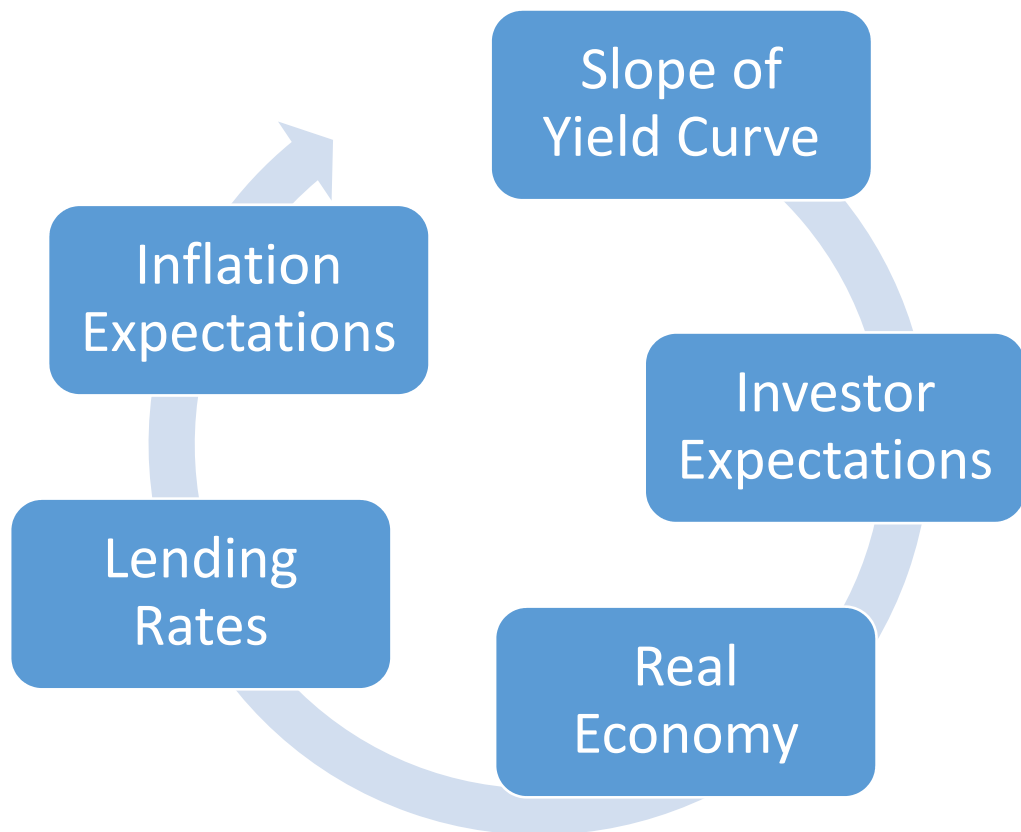 Slope of
Yield Curve
Investor
Expectations
Real
Economy
Lending
Rates
Inflation
Expectations